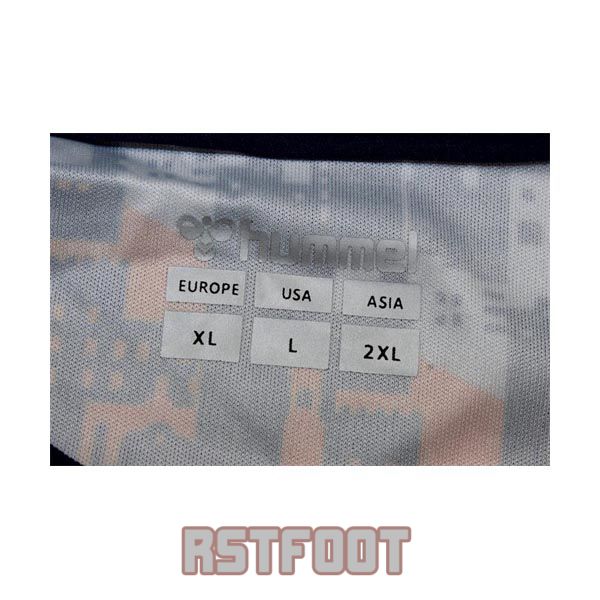 hummel
EUROPE USA ASIA
XL L 2XL
RSTFOOT